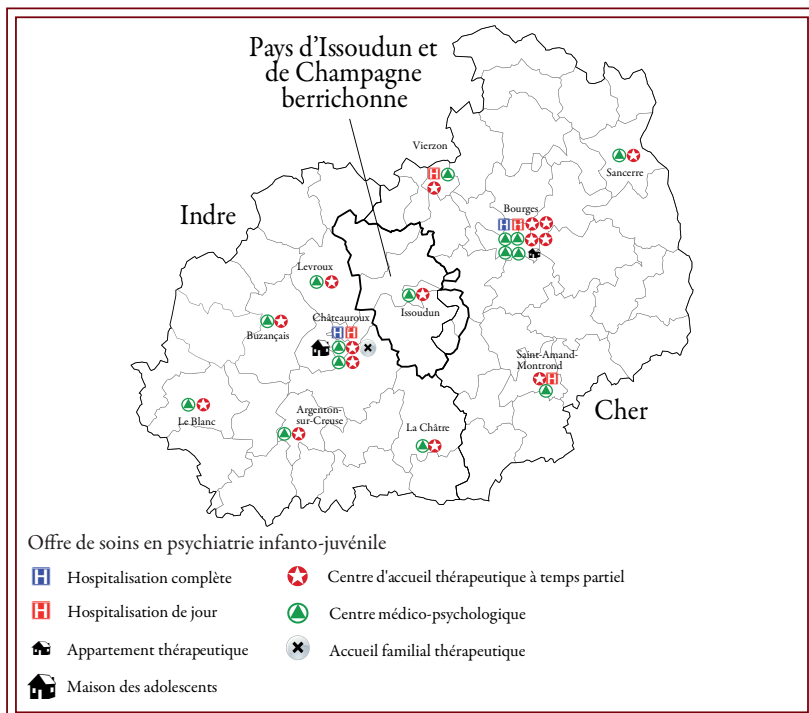 Pays d'Issoudun et
de Champagne
berrichonne
Vierzon
Sancerre
Bourges
Indre
Levroux
Issoudun
Châteauroux
Buzançais
Saint-Amand-
Montrond
Cher
Le Blanc
Argenton-
sur-Creuse
La Châtre
Offre de soins en psychiatrie infanto-juvénile
H Hospitalisation complète
Centre d'accueil thérapeutique à temps partiel
H Hospitalisation de jour
Centre médico-psychologique
Appartement thérapeutique
Accueil familial thérapeutique
Maison des adolescents